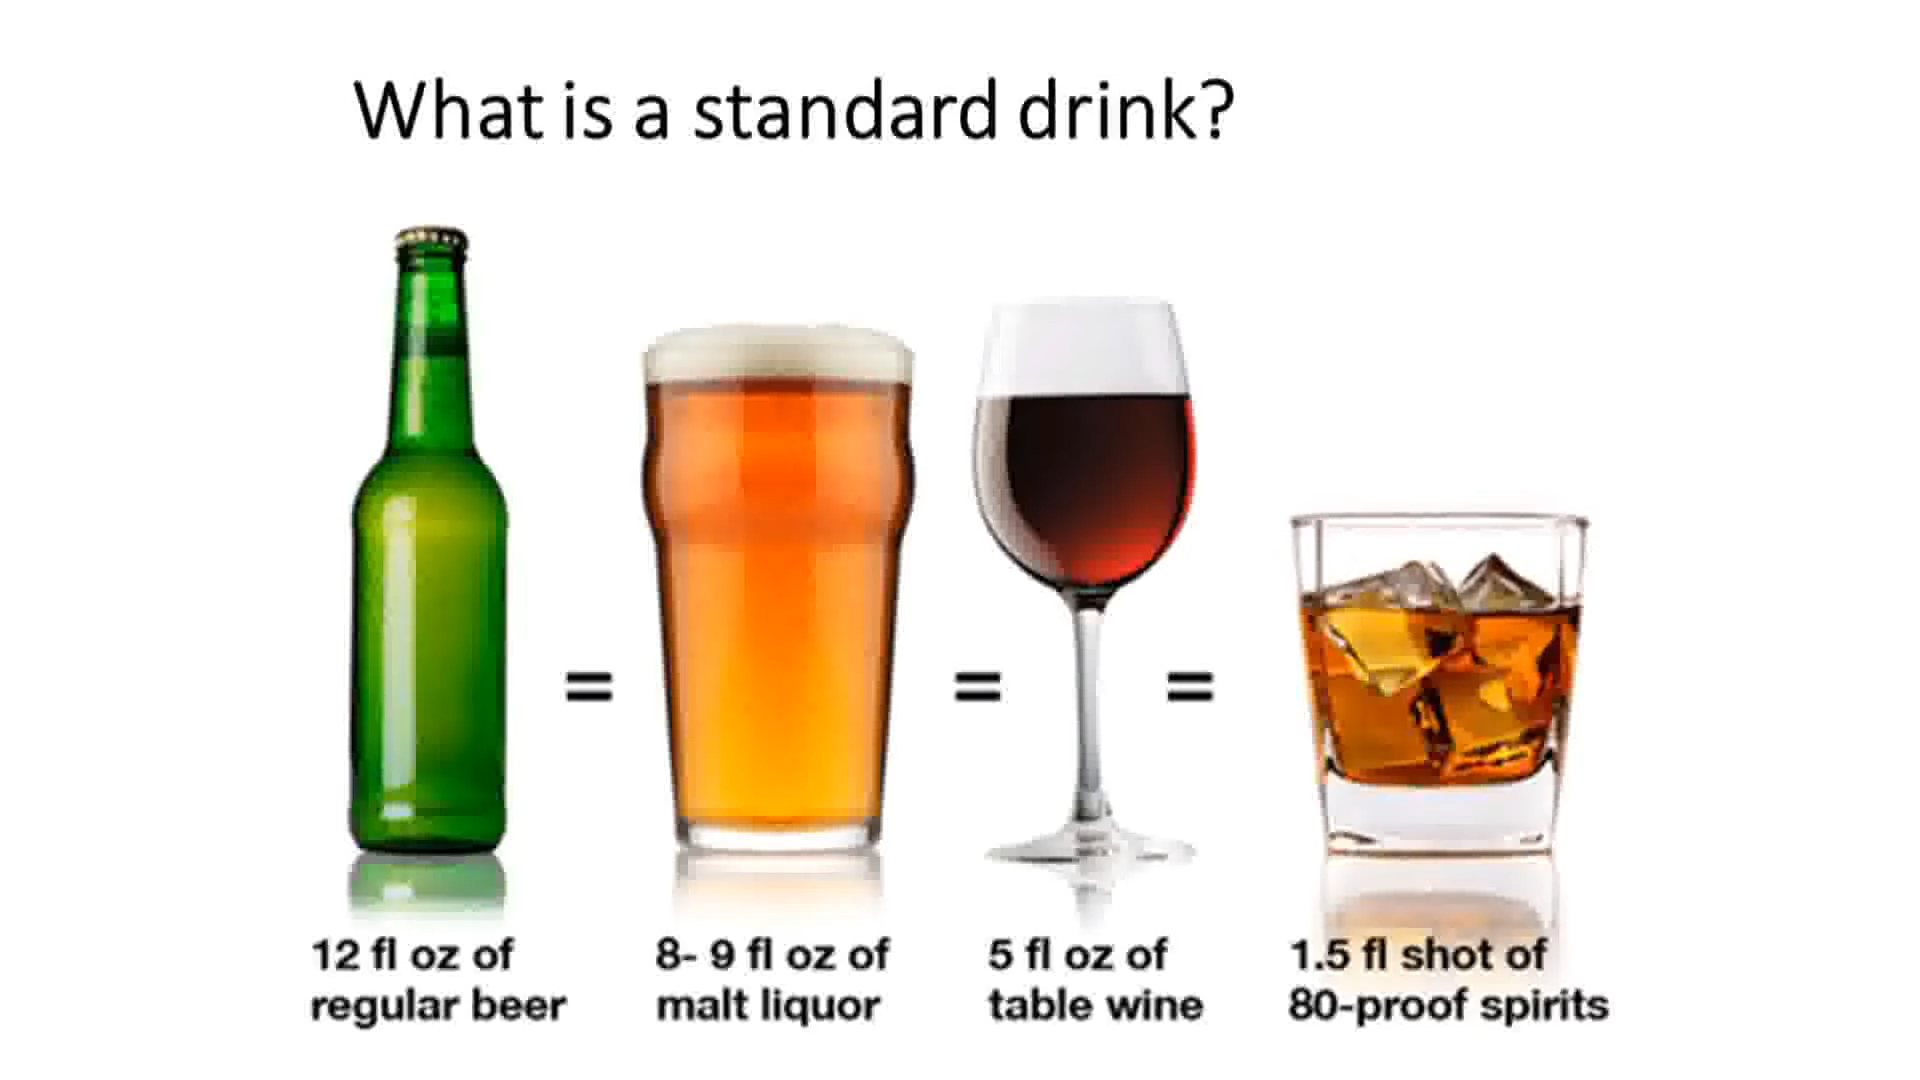 What is a standard drink?
=
=
=
12 fl oz of
regular beer
8- 9 fl oz of
malt liquor
5 fl oz of
table wine
1.5 fl shot of
80-proof spirits